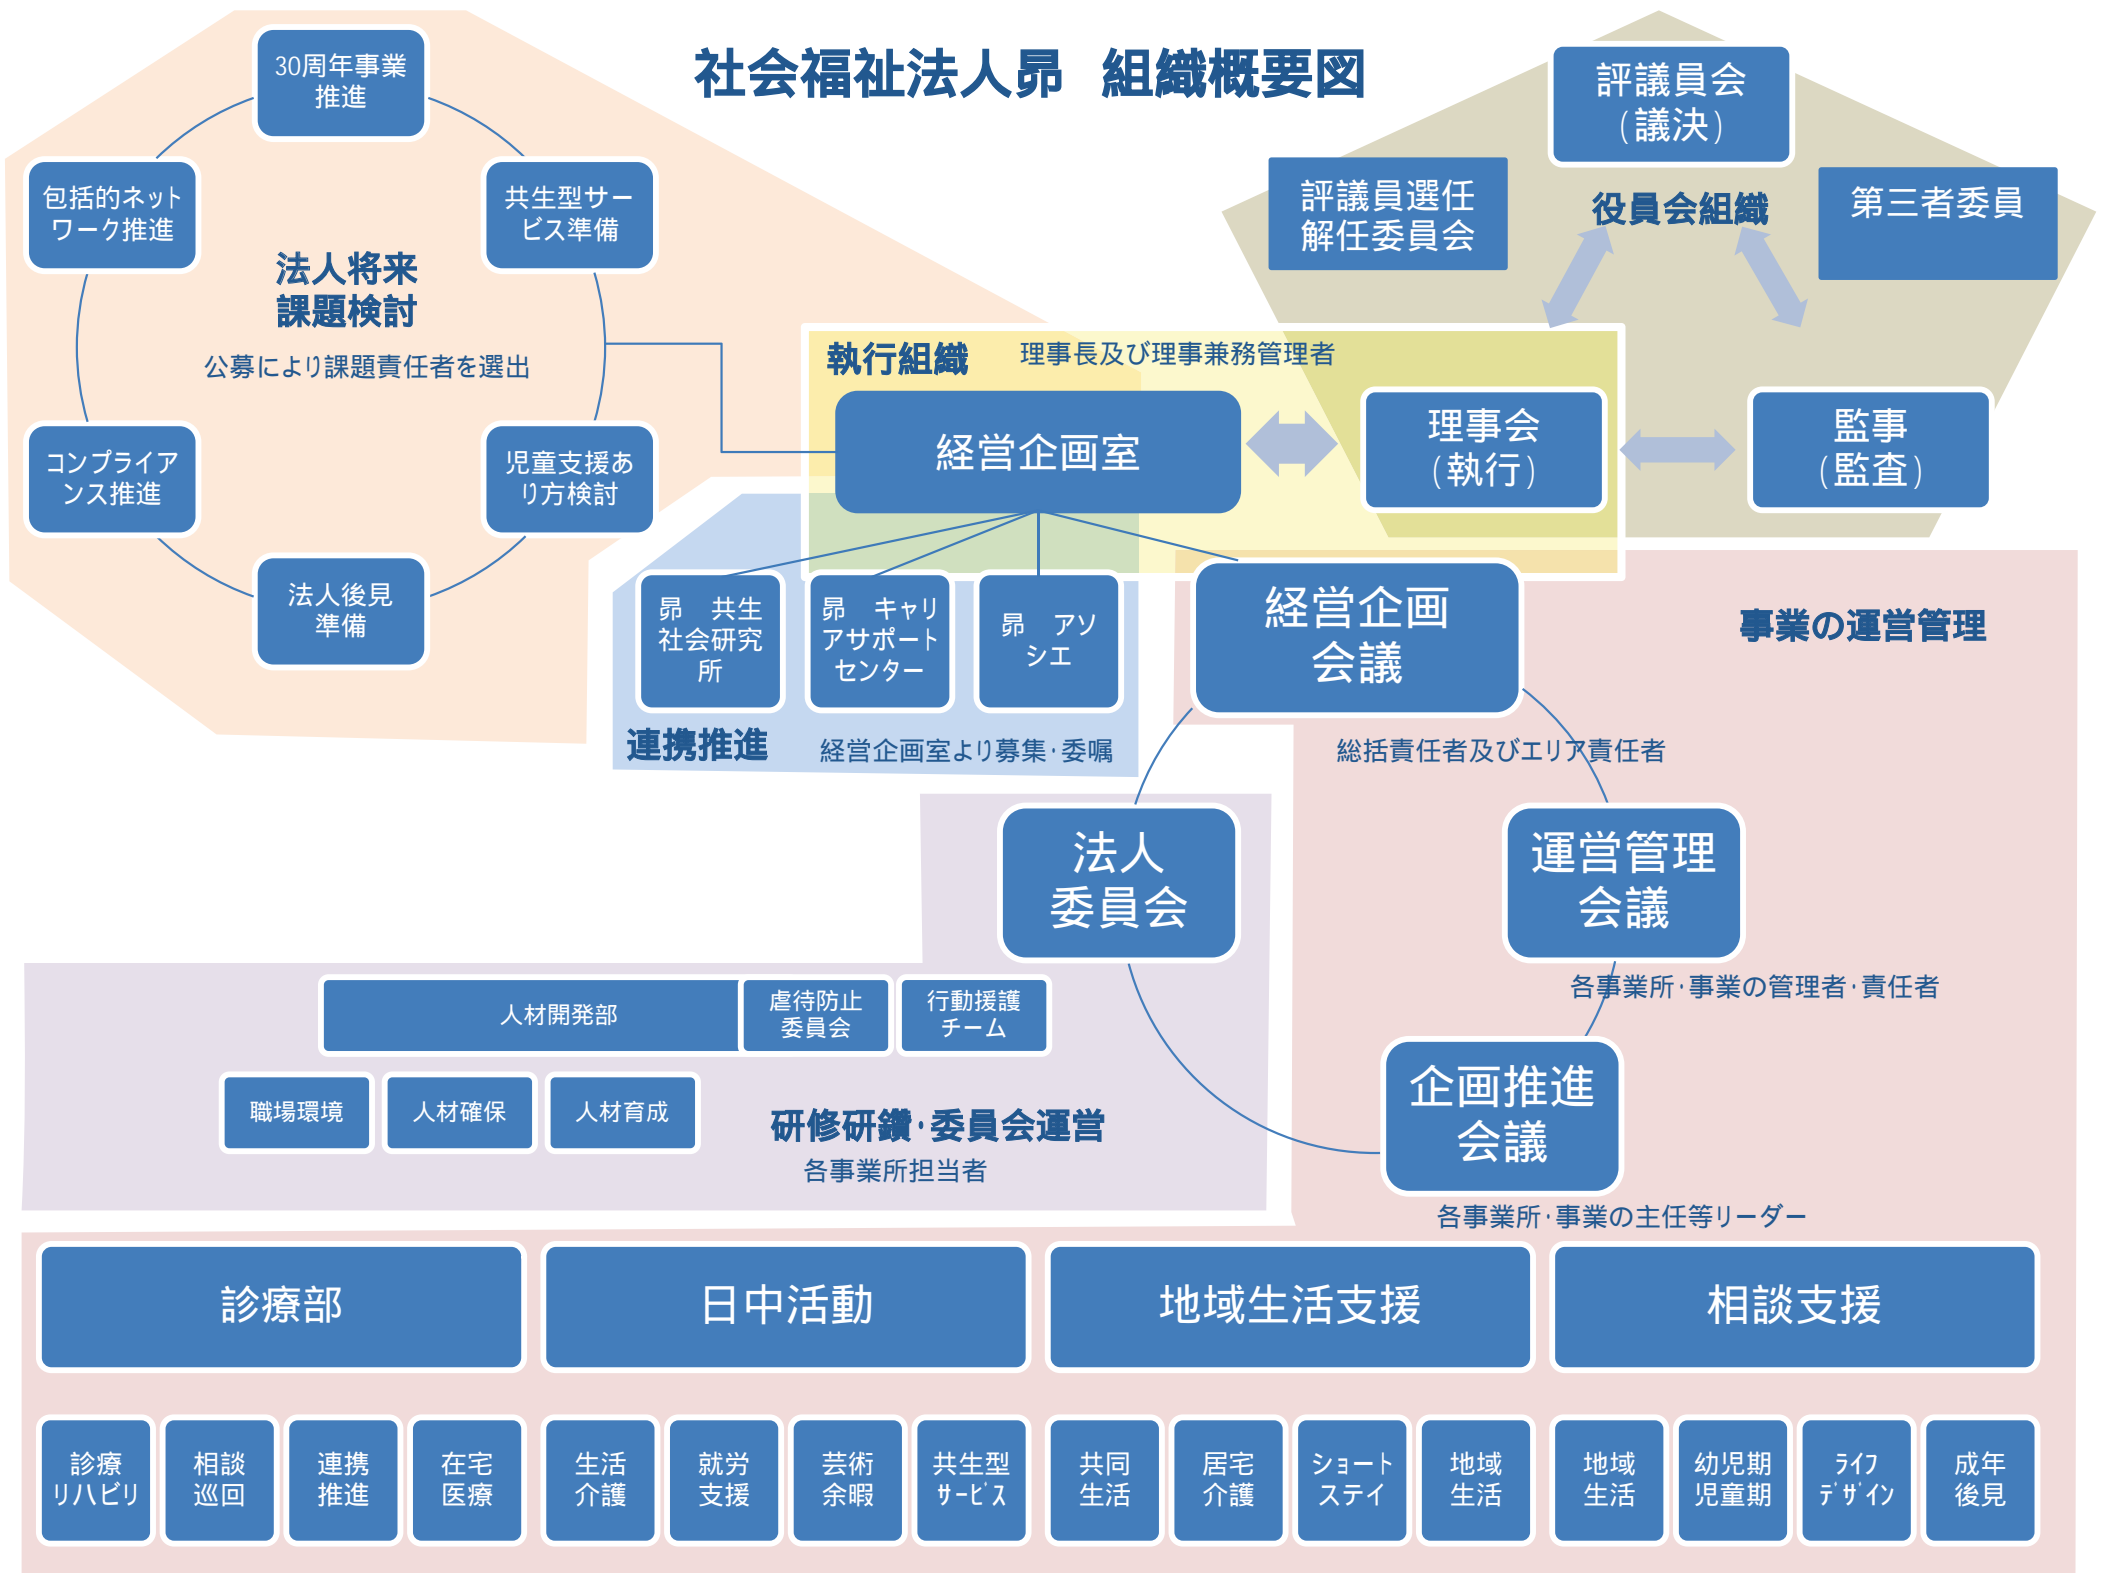 社会福祉法人昴　組織概要図
30周年事業
推進
包括的ネット
ワーク推進
共生型サー
ビス準備
法人将来
課題検討
公募により課題責任者を選出
コンプライア
ンス推進
児童支援あ
り方検討
法人後見
準備
評議員会
（議決）
評議員選任
解任委員会
役員会組織
第三者委員
執行組織
理事長及び理事兼務管理者
経営企画室
理事会
（執行）
監事
（監査）
昴　共生
社会研究
所
昴　キャリ
アサポート
センター
昴　アソ
シエ
連携推進
経営企画室より募集・委嘱
経営企画
会議
事業の運営管理
総括責任者及びエリア責任者
法人
委員会
運営管理
会議
各事業所・事業の管理者・責任者
人材開発部
虐待防止
委員会
行動援護
チーム
職場環境
人材確保
人材育成
研修研鑽・委員会運営
各事業所担当者
企画推進
会議
各事業所・事業の主任等リーダー
診療部
日中活動
地域生活支援
相談支援
診療
リハビリ
相談
巡回
連携
推進
在宅
医療
生活
介護
就労
支援
芸術
余暇
共生型
ｻｰﾋﾞｽ
共同
生活
居宅
介護
ショート
ステイ
地域
生活
地域
生活
幼児期
児童期
ﾗｲﾌ
ﾃﾞｻﾞｲﾝ
成年
後見